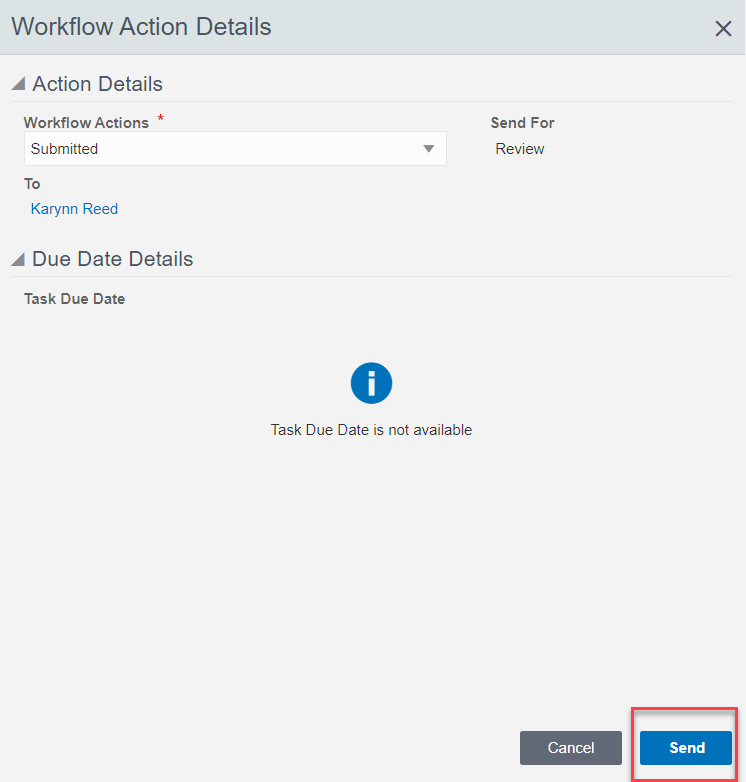 Workflow Action Details
Action Details
Workflow Actions *
Send For
Submitted
Review
To
Karynn Reed
Due Date Details
Task Due Date
Task Due Date is not available
Cancel
Send